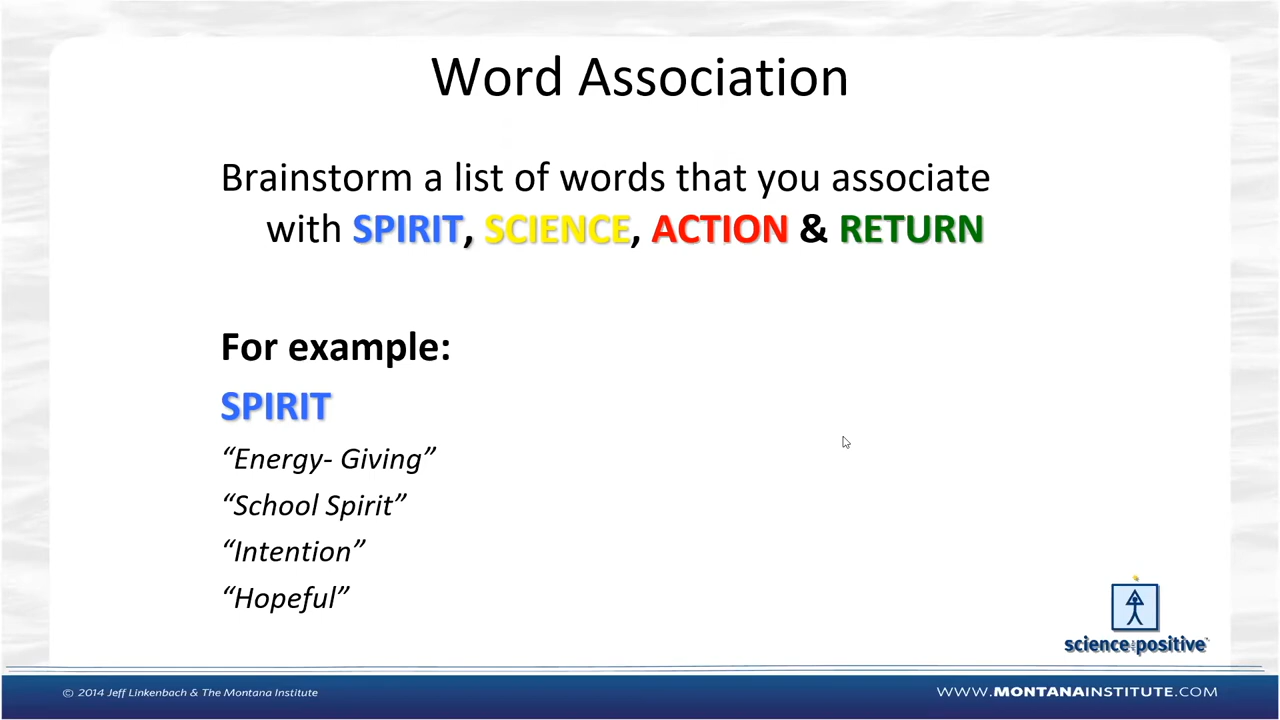 Word Association
Brainstorm a list of words that you associate
with SPIRIT, SCIENCE, ACTION & RETURN
For example:
SPIRIT
“Energy- Giving”
“School Spirit”
“Intention”
“Hopeful”
science positive
© 2014 Jeff Linkenbach & The Montana Institute
WWW.MONTANAINSTITUTE.COM